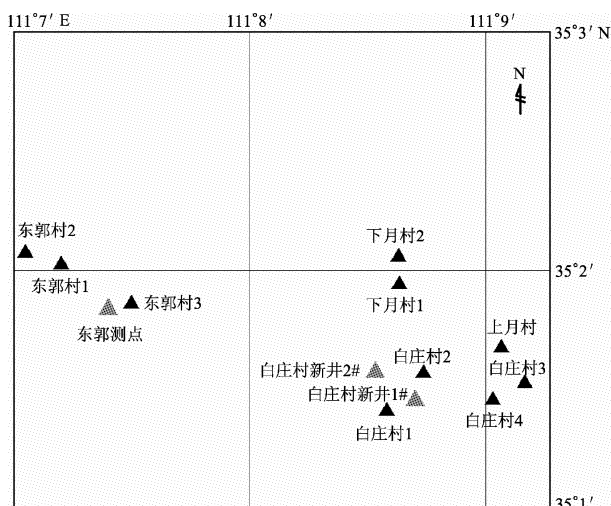 111°7′ E
111°8′
111°9′
35°3′ N
N
东郭村2
下月村2
35°2′
东郭村1
东郭村3
下月村1
东郭测点
上月村
白庄村2
白庄村新井2#
白庄村3
白庄村新井1#
白庄村4
白庄村1
35°1′